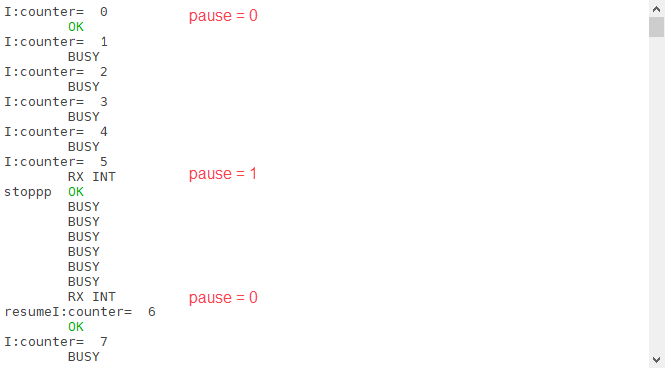 I:counter=  0
pause = 0
        OK
I:counter=  1
        BUSY
I:counter=  2
        BUSY
I:counter=  3
        BUSY
I:counter=  4
        BUSY
I:counter=  5
        RX INT
pause = 1
stoppp  OK
        BUSY
        BUSY
        BUSY
        BUSY
        BUSY
        BUSY
        RX INT
pause = 0
resumeI:counter=  6
        OK
I:counter=  7
        BUSY